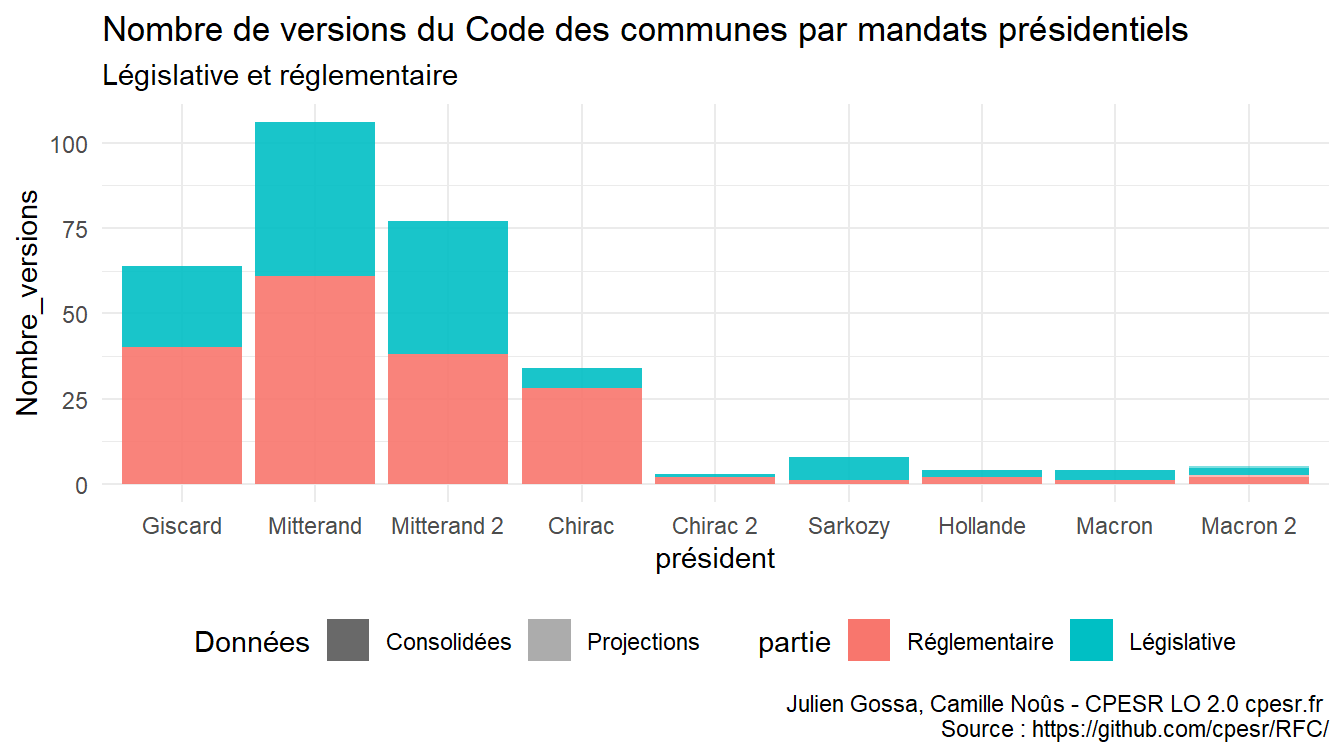 Nombre de versions du Code des communes par mandats présidentiels
Législative et réglementaire
Nombre_versions
100
75
50
25
0
Giscard Mitterand Mitterand 2 Chirac Chirac 2 Sarkozy Hollande Macron Macron 2
président
Données Consolidées Projections partie Réglementaire Législative
Julien Gossa, Camille Noûs - CPESR LO 2.0 cpesr.fr
Source : https://github.com/cpesr/RFC/